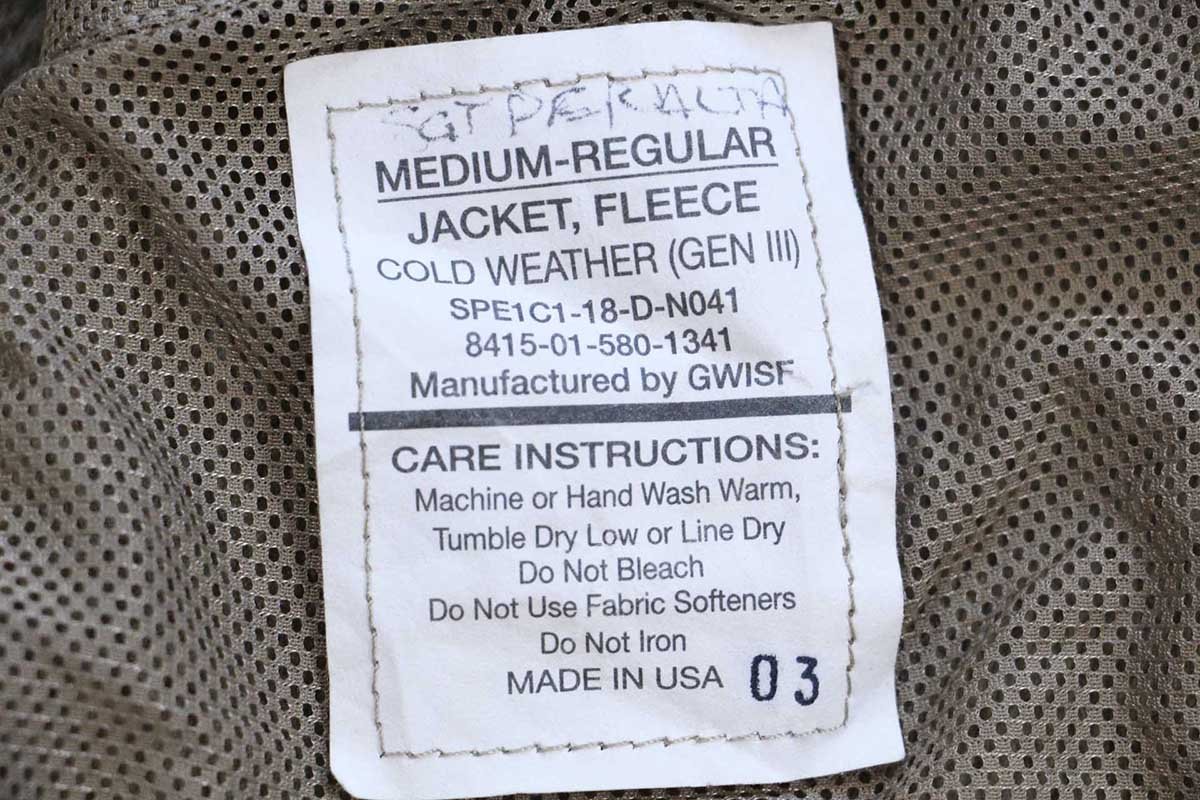 SGT PERALTA
MEDIUM-REGULAR
JACKET, FLEECE
COLD WEATHER (GEN III)
SPE1C1-18-D-N041
8415-01-580-1341
Manufactured by GWISF
CARE INSTRUCTIONS:
Machine or Hand Wash Warm,
Tumble Dry Low or Line Dry
Do Not Bleach
Do Not Use Fabric Softeners
Do Not Iron
MADE IN USA 03